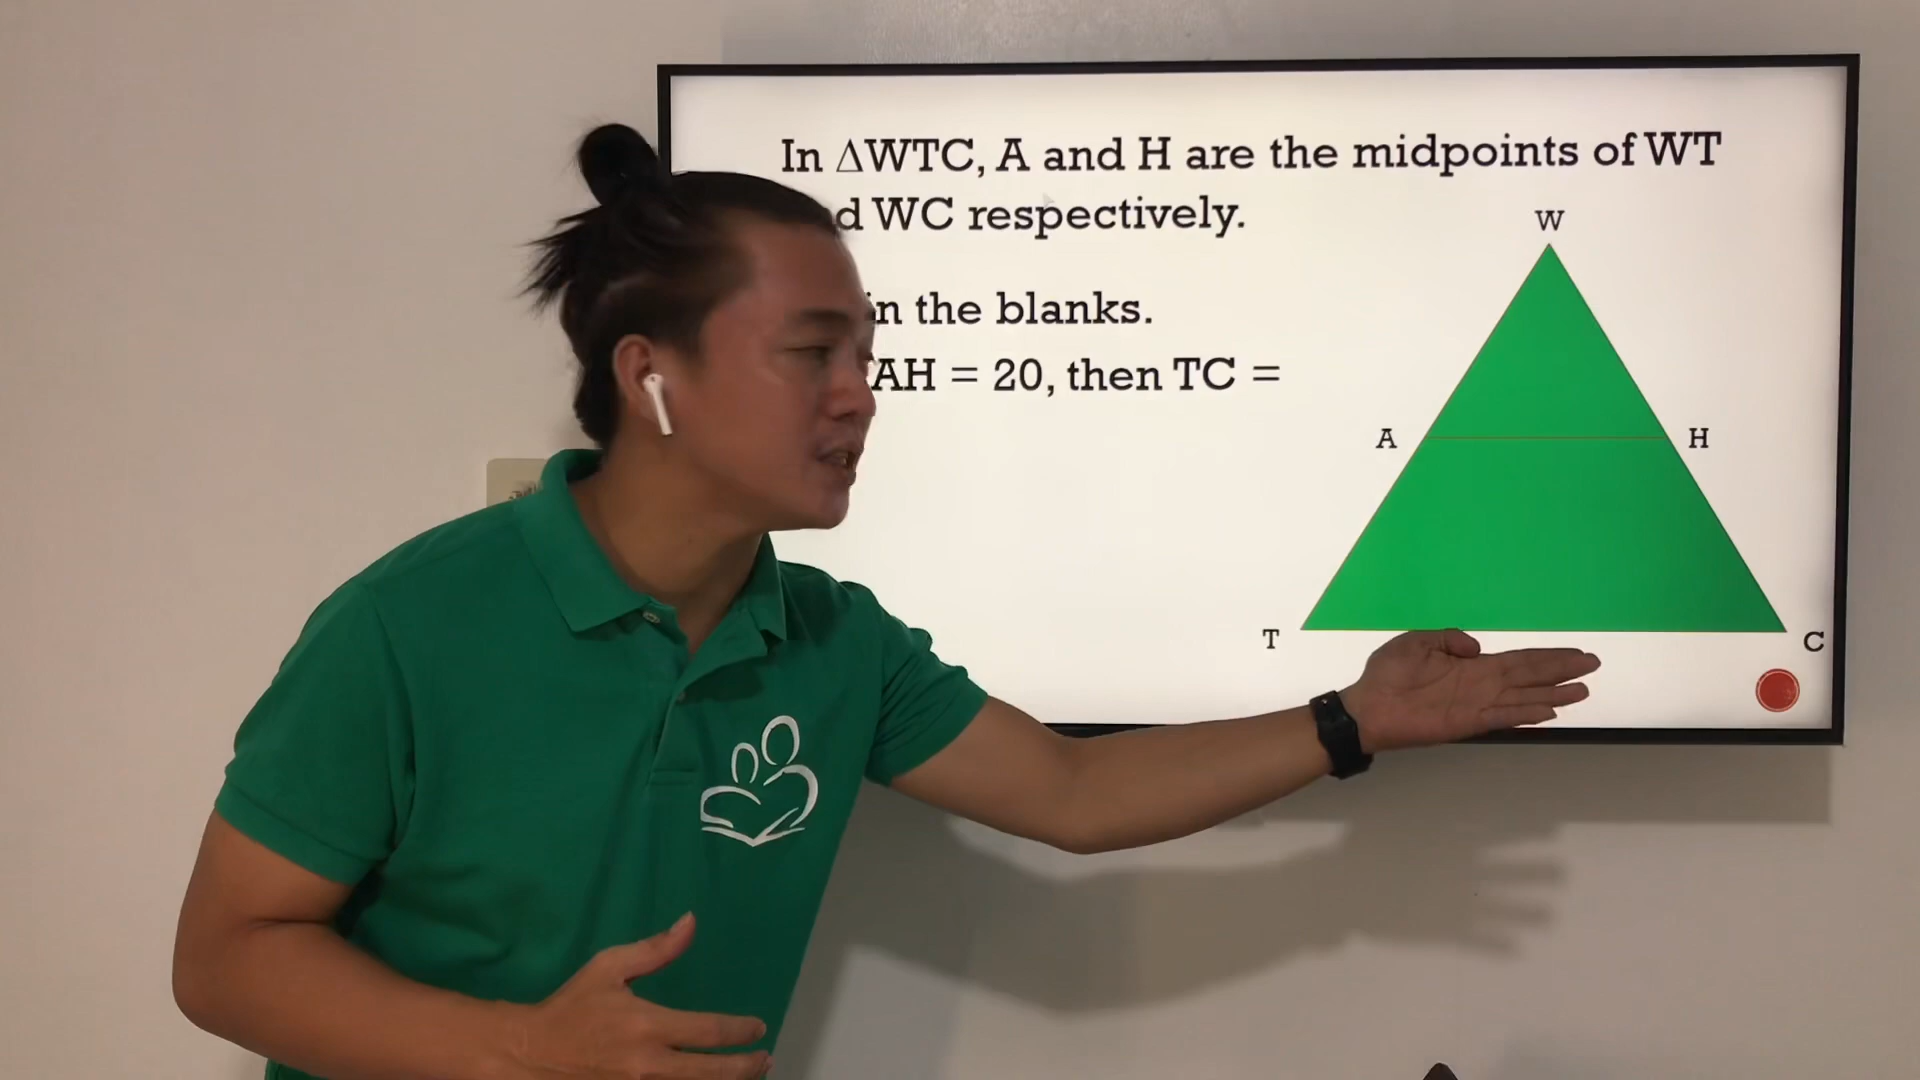 In ΔWTC, A and H are the midpoints of WT
WC respectively.
W
in the blanks.
AH = 20, then TC =
A
H
T
C